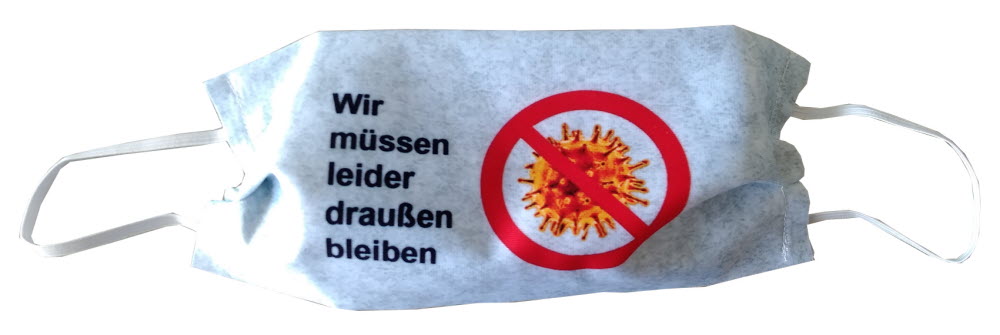 Wir
müssen
leider
draußen
bleiben